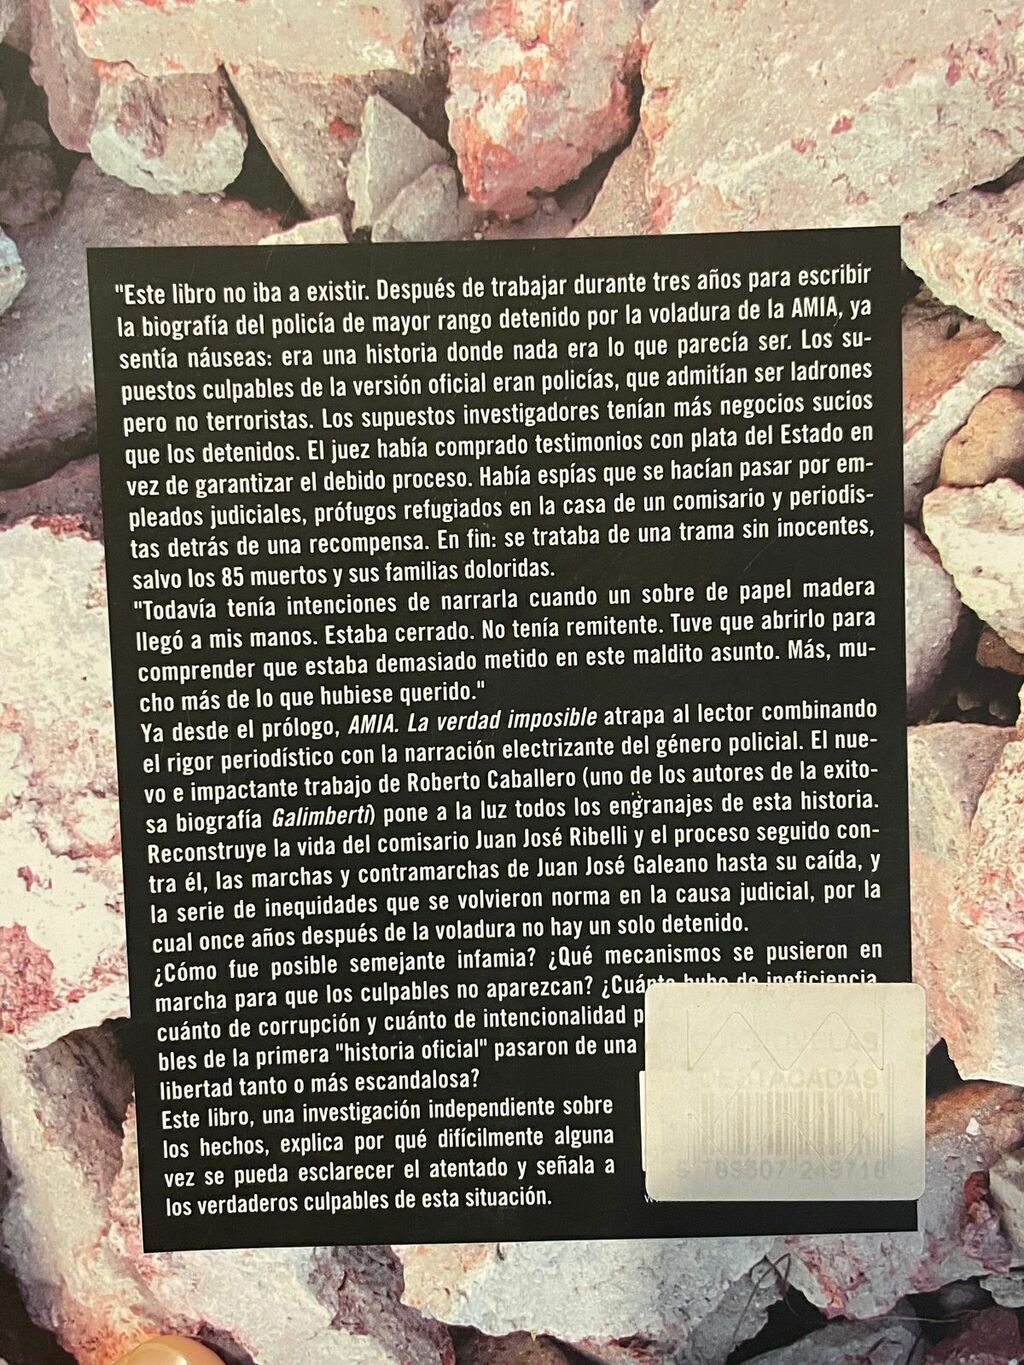 "Este libro no iba a existir. Después de trabajar durante tres años para escribir
la biografía del policía de mayor rango detenido por la voladura de la AMIA, ya
sentía náuseas: era una historia donde nada era lo que parecía ser. Los su-
puestos culpables de la versión oficial eran policías, que admitían ser ladrones
pero no terroristas. Los supuestos investigadores tenían más negocios sucios
que los detenidos. El juez había comprado testimonios con plata del Estado en
vez de garantizar el debido proceso. Había espías que se hacían pasar por em-
pleados judiciales, prófugos refugiados en la casa de un comisario y periodis-
tas detrás de una recompensa. En fin: se trataba de una trama sin inocentes,
salvo los 85 muertos y sus familias doloridas.
"Todavía tenía intenciones de narrarla cuando un sobre de papel madera
llegó a mis manos. Estaba cerrado. No tenía remitente. Tuve que abrirlo para
comprender que estaba demasiado metido en este maldito asunto. Más, mu-
cho más de lo que hubiese querido."
Ya desde el prólogo, AMIA. La verdad imposible atrapa al lector combinando
el rigor periodístico con la narración electrizante del género policial. El nue-
vo e impactante trabajo de Roberto Caballero (uno de los autores de la exito-
sa biografía Galimberti) pone a la luz todos los engranajes de esta historia.
Reconstruye la vida del comisario Juan José Ribelli y el proceso seguido con-
tra él, las marchas y contramarchas de Juan José Galeano hasta su caída, y
la serie de inequidades que se volvieron norma en la causa judicial, por la
cual once años después de la voladura no hay un solo detenido.
¿Cómo fue posible semejante infamia? ¿Qué mecanismos se pusieron en
marcha para que los culpables no aparezcan? ¿Cuánto hubo de ineficiencia,
cuánto de corrupción y cuánto de intencionalidad
bles de la primera "historia oficial" pasaron de una
libertad tanto o más escandalosa?
Este libro, una investigación independiente sobre
los hechos, explica por qué difícilmente alguna
vez se pueda esclarecer el atentado y señala a
los verdaderos culpables de esta situación.